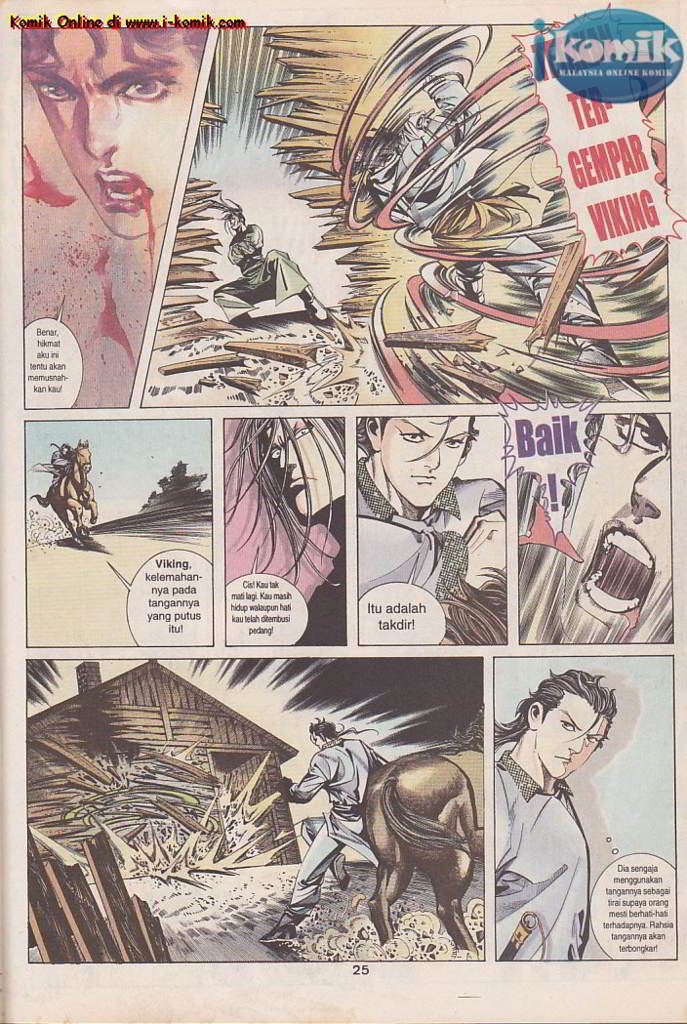 Komik Online di www.i-komik.com
ikomik
MALAYSIA ONLINE KOMIK
TER-
GEMPAR
VIKING
Benar,
hikmat
aku ini
tentu akan
memusnah-
kan kau!
Viking,
kelemahan-
nya pada
tangannya
yang putus
itu!
Cis! Kau tak
mati lagi. Kau masih
hidup walaupun hati
kau telah ditembusi
pedang!
Itu adalah
takdir!
Baik
!
Dia sengaja
menggunakan
tangannya sebagai
tirai supaya orang
mesti berhati-hati
terhadapnya. Rahsia
tangannya akan
terbongkar!
25